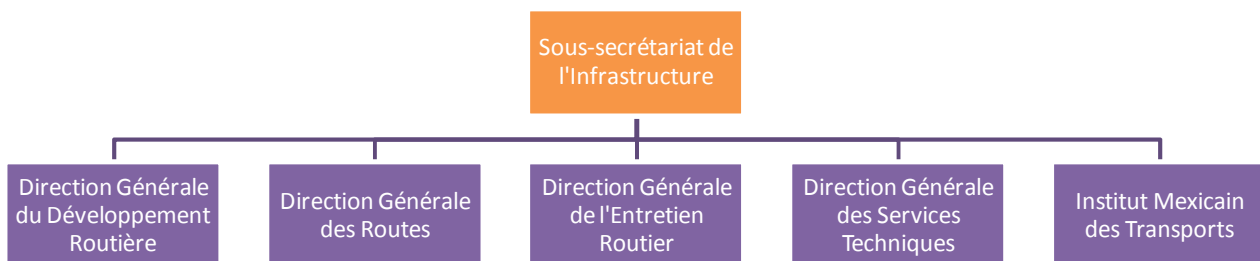 Sous-secrétariat de
l'Infrastructure
Direction Générale
du Développement
Routière
Direction Générale
des Routes
Direction Générale
de l'Entretien
Routier
Direction Générale
des Services
Techniques
Institut Mexicain
des Transports